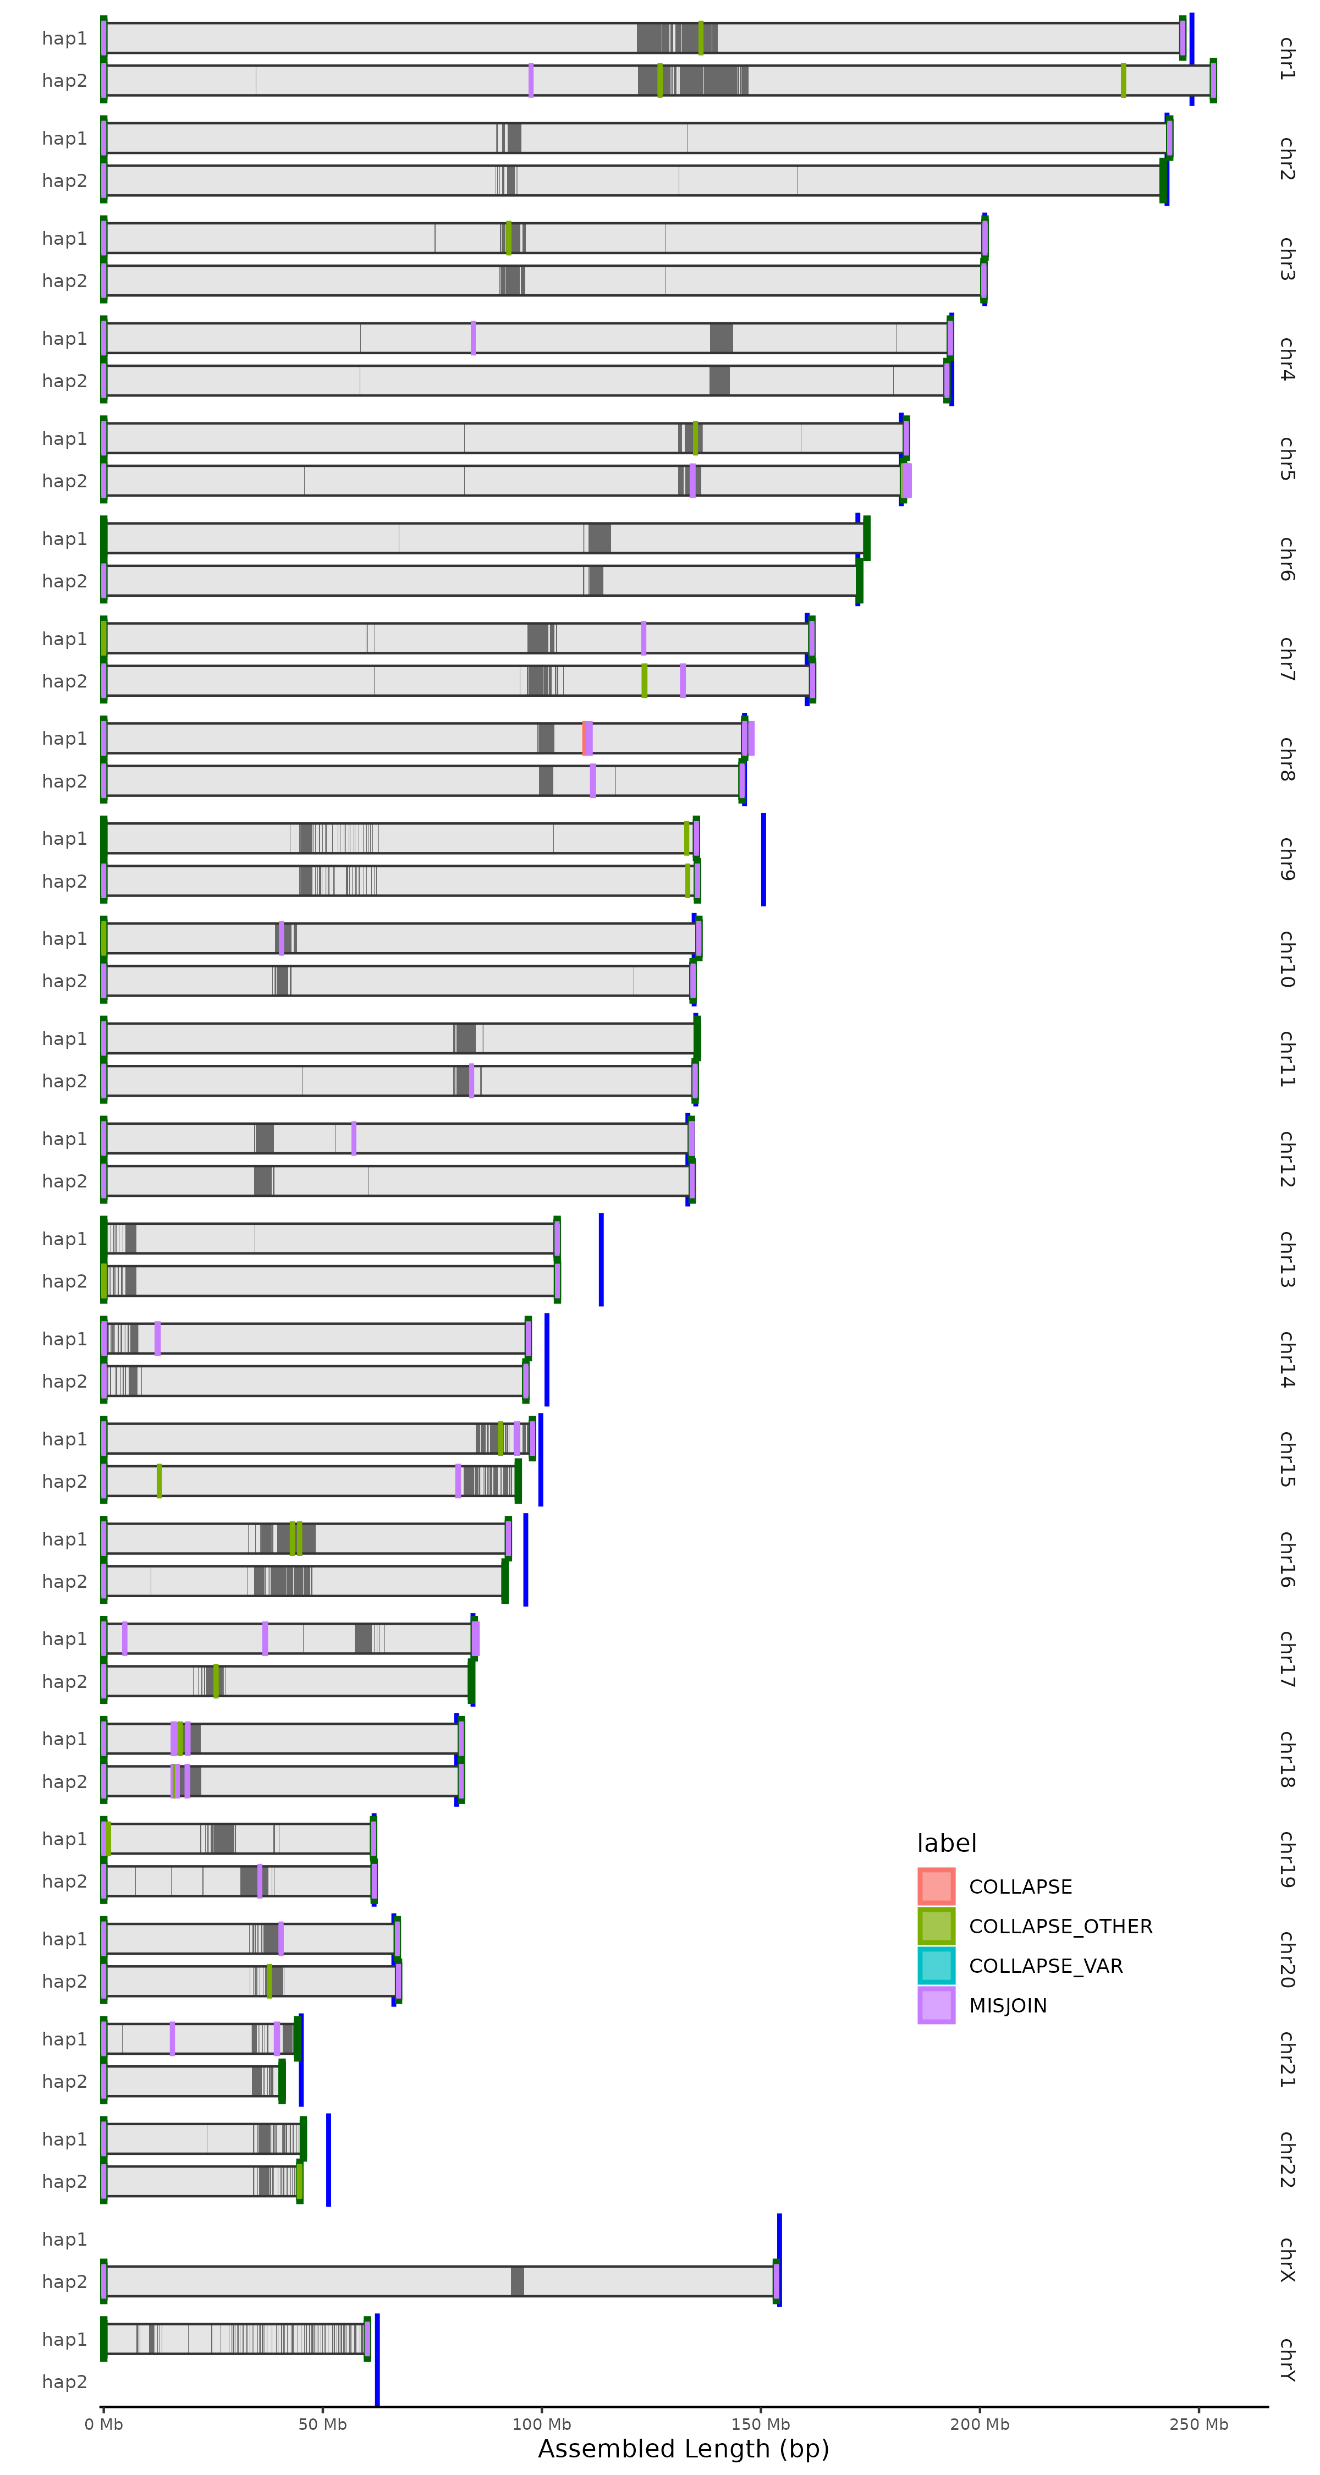 hap1
hap2
chr1
hap1
hap2
chr2
hap1
hap2
chr3
hap1
hap2
chr4
hap1
hap2
chr5
hap1
hap2
chr6
hap1
hap2
chr7
hap1
hap2
chr8
hap1
hap2
chr9
hap1
hap2
chr10
hap1
hap2
chr11
hap1
hap2
chr12
hap1
hap2
chr13
hap1
hap2
chr14
hap1
hap2
chr15
hap1
hap2
chr16
hap1
hap2
chr17
hap1
hap2
chr18
hap1
hap2
chr19
hap1
hap2
chr20
hap1
hap2
chr21
hap1
hap2
chr22
hap1
hap2
chrX
hap1
hap2
chrY
label
COLLAPSE
COLLAPSE_OTHER
COLLAPSE_VAR
MISJOIN
0 Mb 50 Mb 100 Mb 150 Mb 200 Mb 250 Mb
Assembled Length (bp)